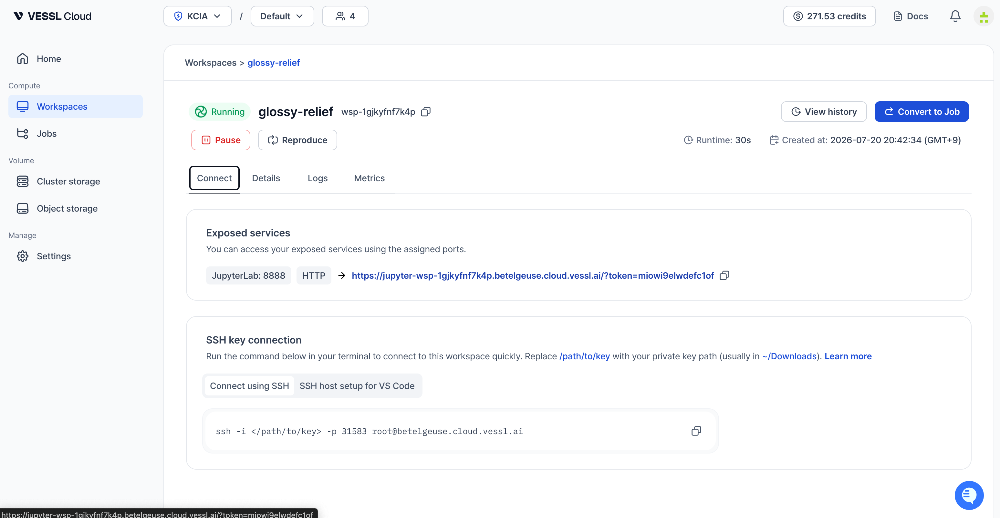 VESSL Cloud
KCIA / Default 4
271.53 credits Docs
Home
Compute
Workspaces
Jobs
Volume
Cluster storage
Object storage
Manage
Settings
Workspaces > glossy-relief
Running glossy-relief wsp-1gjkyfnf7k4p
View history Convert to Job
Pause Reproduce
Runtime: 30s Created at: 2026-07-20 20:42:34 (GMT+9)
Connect Details Logs Metrics
Exposed services
You can access your exposed services using the assigned ports.
JupyterLab: 8888 HTTP → https://jupyter-wsp-1gjkyfnf7k4p.betelgeuse.cloud.vessl.ai/?token=miowi9elwdefc1of
SSH key connection
Run the command below in your terminal to connect to this workspace quickly. Replace /path/to/key with your private key path (usually in ~/Downloads). Learn more
Connect using SSH SSH host setup for VS Code
ssh -i </path/to/key> -p 31583 root@betelgeuse.cloud.vessl.ai
https://jupyter-wsp-1gjkyfnf7k4p.betelgeuse.cloud.vessl.ai/?token=miowi9elwdefc1of